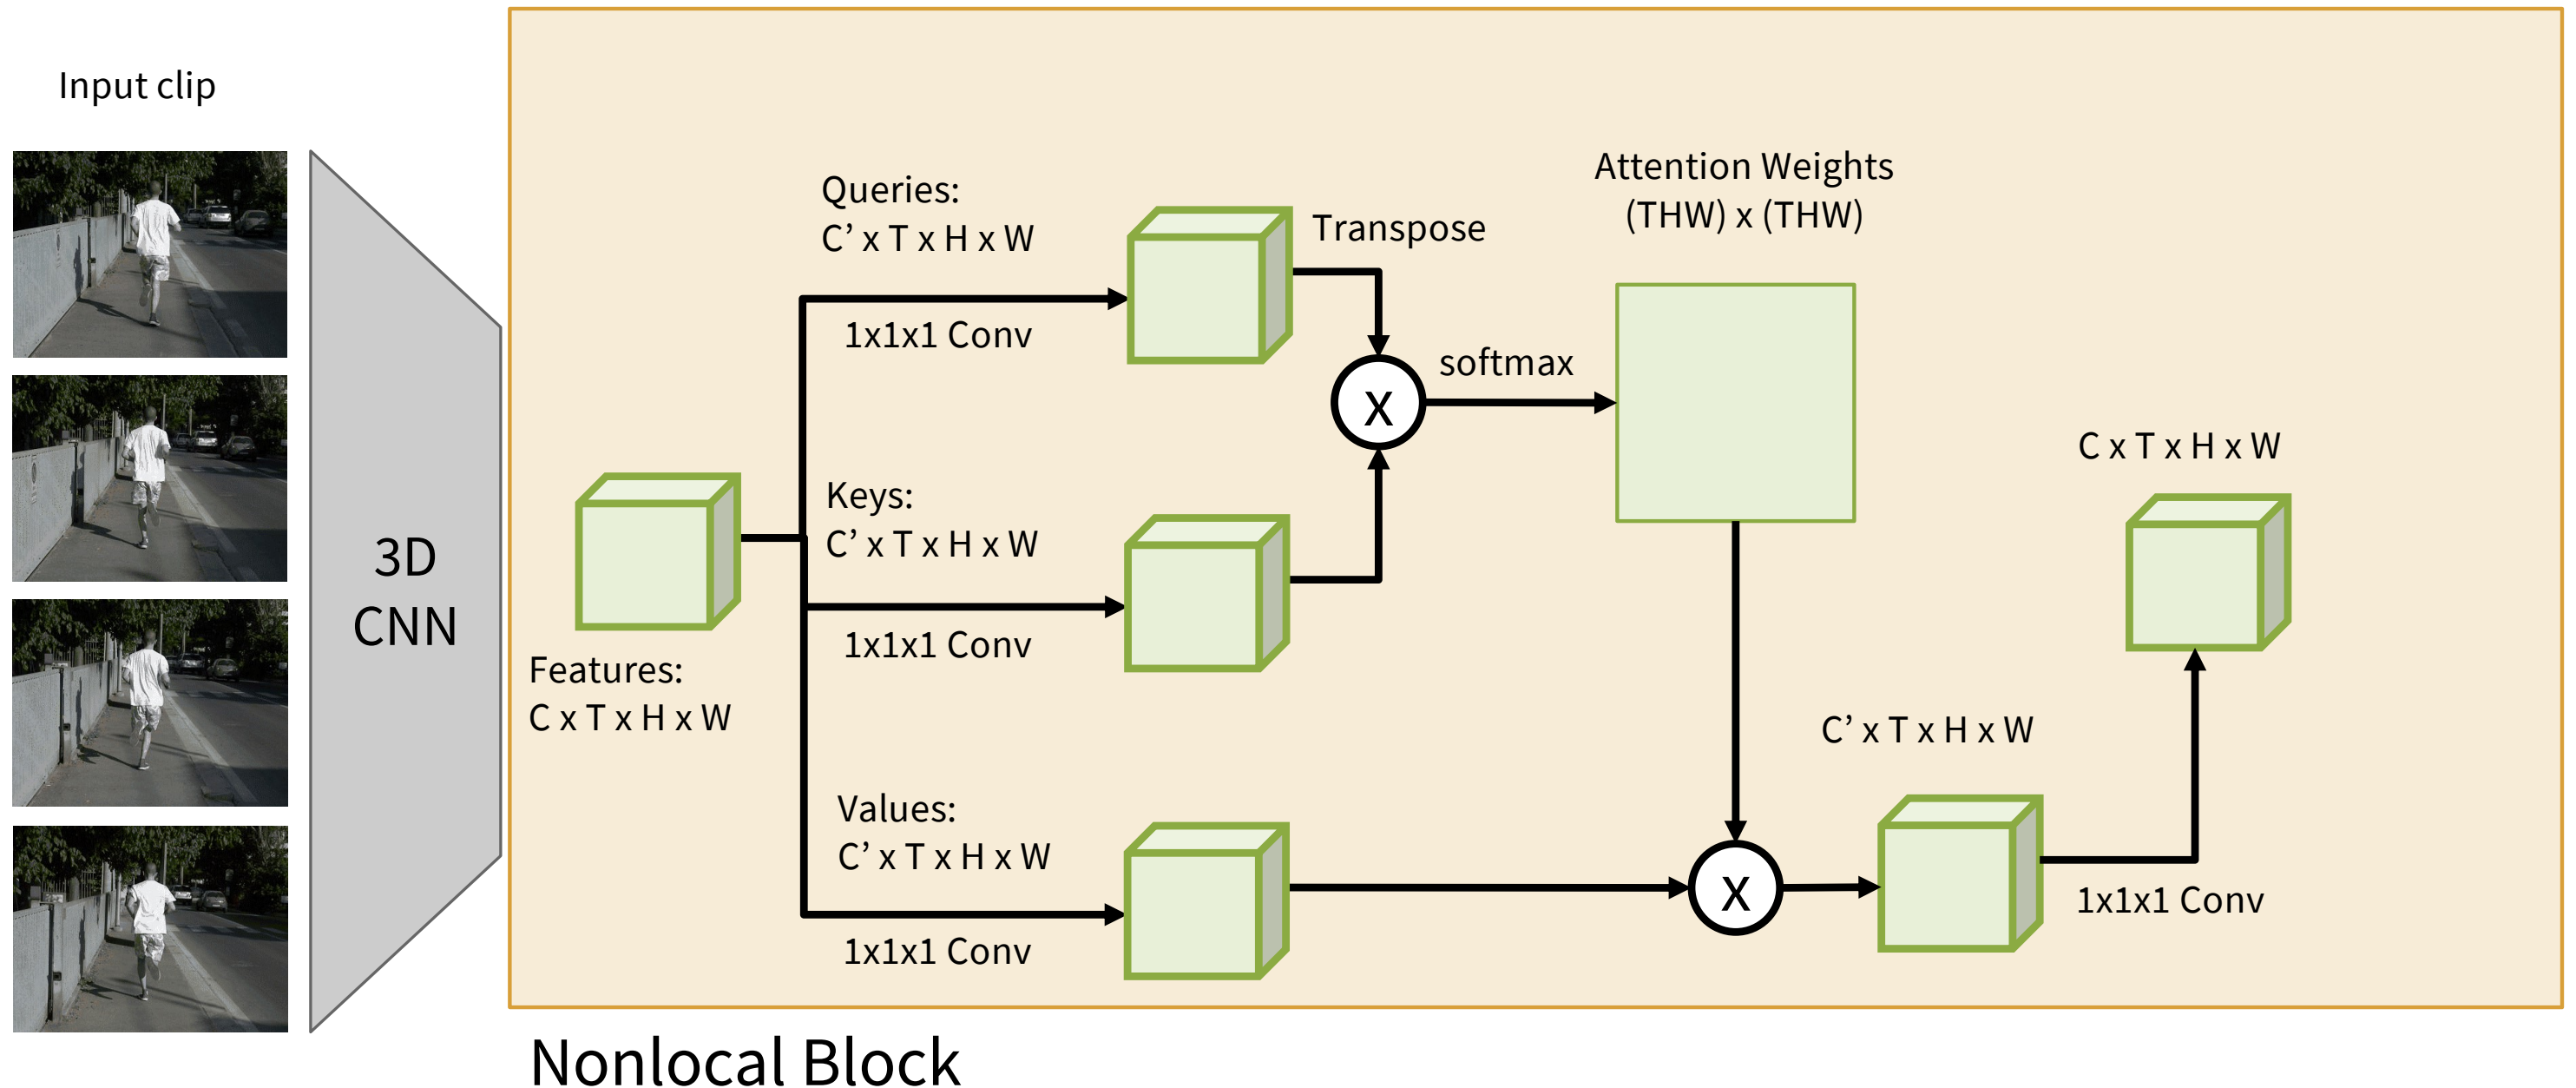 Input clip
3D
CNN
Features:
C x T x H x W
Queries:
C’ x T x H x W
1x1x1 Conv
Keys:
C’ x T x H x W
1x1x1 Conv
Values:
C’ x T x H x W
1x1x1 Conv
Transpose
X
softmax
Attention Weights
(THW) x (THW)
X
C’ x T x H x W
1x1x1 Conv
C x T x H x W
Nonlocal Block